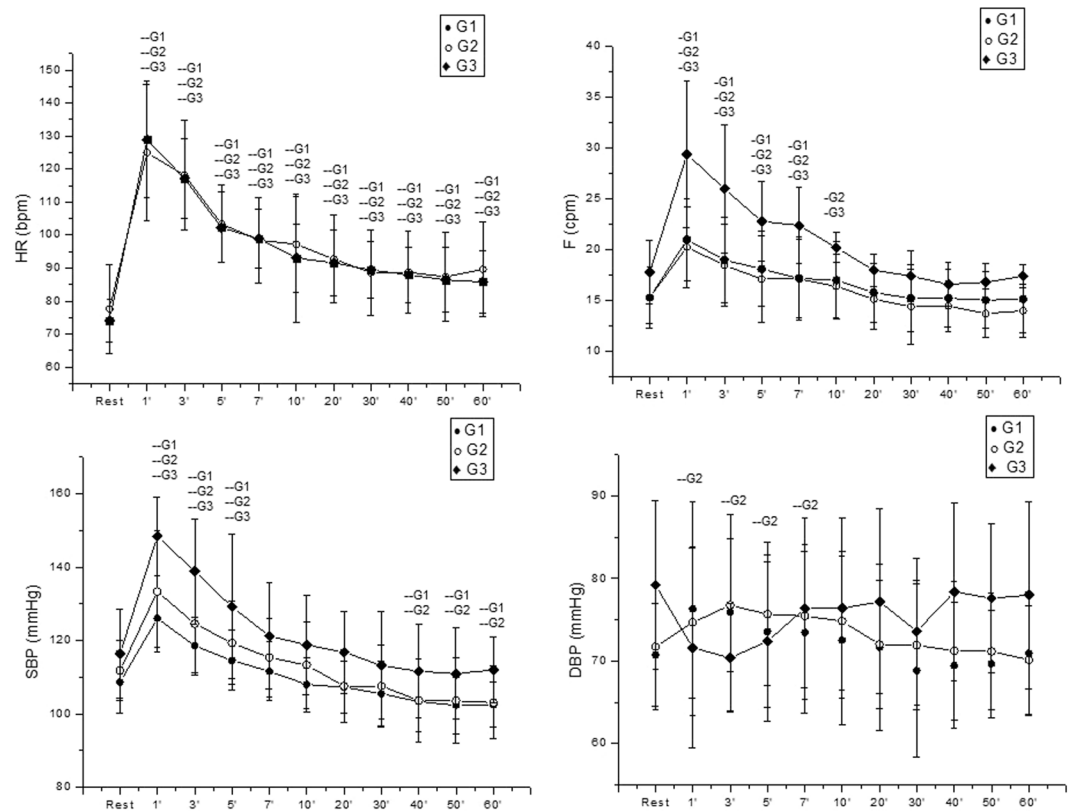 G1
G2
G3
--G1
--G2
--G3
--G1
--G2
--G3
--G1
--G2
--G3
--G1
--G2
--G3
--G1
--G2
--G3
--G1
--G2
--G3
--G1
--G2
--G3
--G1
--G2
--G3
--G1
--G2
--G3
--G1
--G2
--G3
HR (bpm)
150
140
130
120
110
100
90
80
70
60
Rest 1' 3' 5' 7' 10' 20' 30' 40' 50' 60'
G1
G2
G3
-G1
-G2
-G3
-G1
-G2
-G3
--G1
--G2
--G3
-G1
-G2
-G3
-G2
-G3
F (cpm)
40
35
30
25
20
15
10
Rest 1' 3' 5' 7' 10' 20' 30' 40' 50' 60'
G1
G2
G3
--G1
--G2
--G3
--G1
--G2
--G3
--G1
--G2
--G3
--G1
--G2
--G1
--G2
--G1
--G2
SBP (mmHg)
160
140
120
100
80
Rest 1' 3' 5' 7' 10' 20' 30' 40' 50' 60'
G1
G2
G3
--G2
--G2
--G2
--G2
DBP (mmHg)
90
80
70
60
Rest 1' 3' 5' 7' 10' 20' 30' 40' 50' 60'